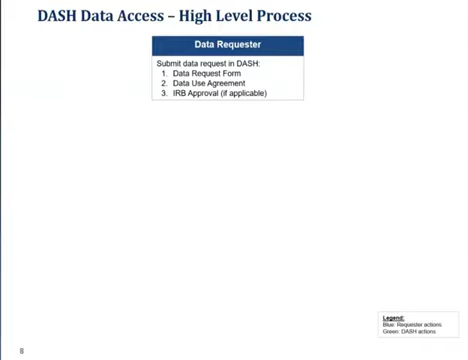 DASH Data Access – High Level Process
Data Requester
Submit data request in DASH:
1. Data Request Form
2. Data Use Agreement
3. IRB Approval (if applicable)
Legend:
Blue: Requester actions
Green: DASH actions
8